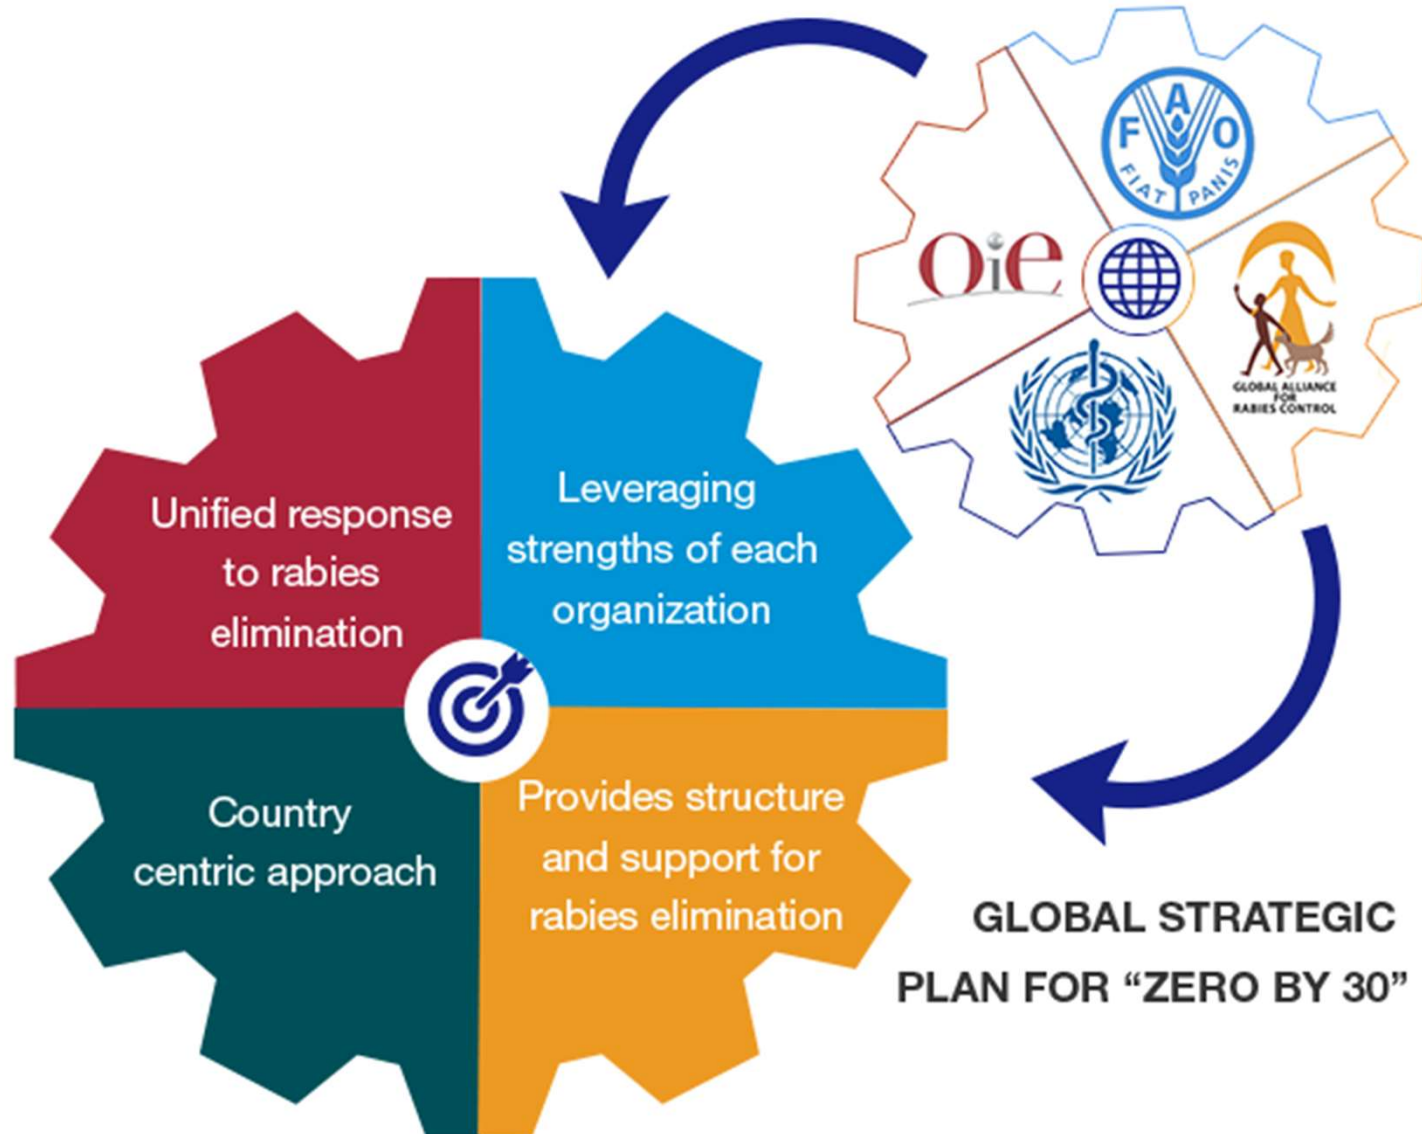 FAO
FIAT PANIS
oie
GLOBAL ALLIANCE
FOR
RABIES CONTROL
Unified response
to rabies
elimination
Leveraging
strengths of each
organization
Country
centric approach
Provides structure
and support for
rabies elimination
GLOBAL STRATEGIC
PLAN FOR “ZERO BY 30”